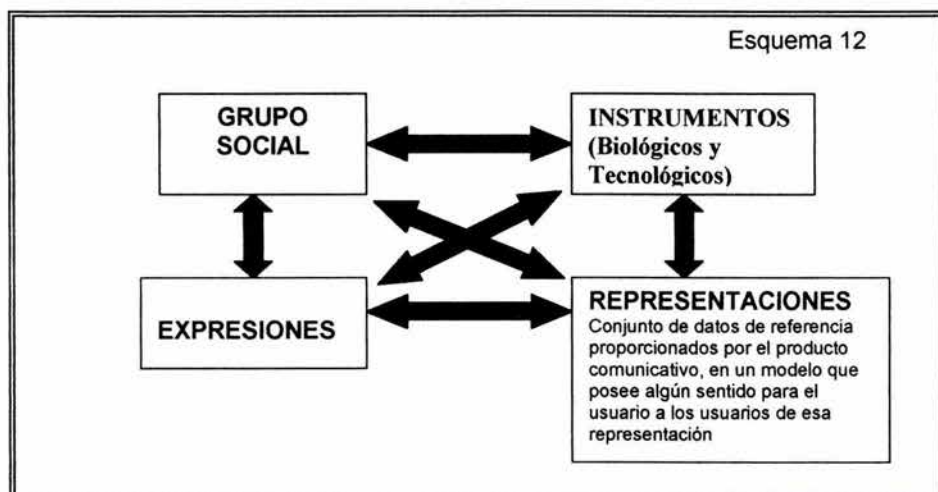 Esquema 12
GRUPO
SOCIAL
INSTRUMENTOS
(Biológicos y
Tecnológicos)
EXPRESIONES
REPRESENTACIONES
Conjunto de datos de referencia
proporcionados por el producto
comunicativo, en un modelo que
posee algún sentido para el
usuario a los usuarios de esa
representación